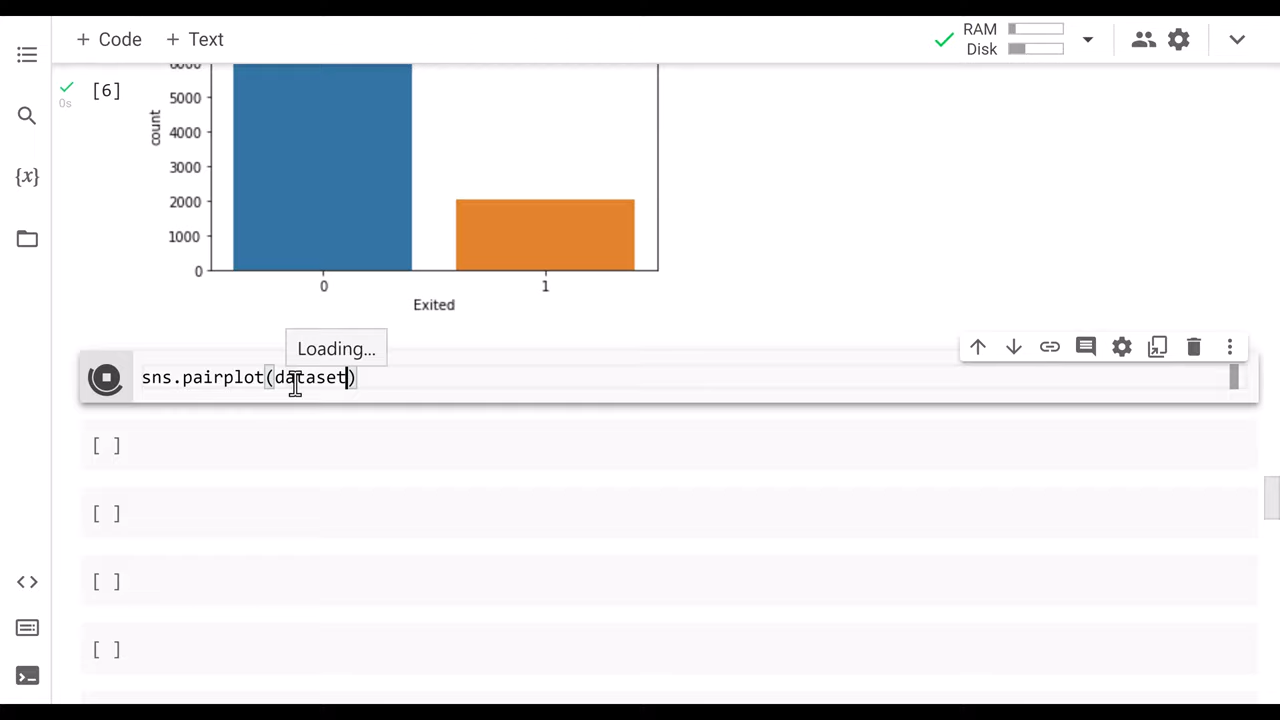 + Code + Text
RAM
Disk
[6]
0s
6000
5000
4000
3000
2000
1000
0
count
0 1
Exited
Loading...
sns.pairplot(dataset)
[ ]
[ ]
[ ]
[ ]
{x}